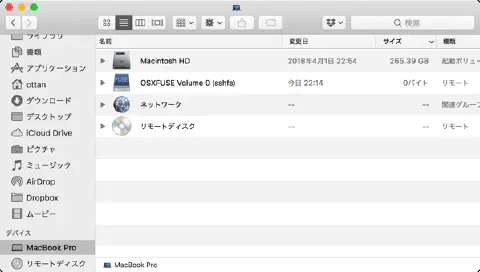 検索
ライブラリ
書類
アプリケーション
ottan
ダウンロード
デスクトップ
iCloud Drive
ピクチャ
ミュージック
AirDrop
Dropbox
ムービー
デバイス
MacBook Pro
リモートディスク
名前 変更日 サイズ 種類
Macintosh HD 2018年4月1日 22:54 265.39 GB 起動ボリュー
OSXFUSE Volume 0 (sshfs) 今日 22:14 0バイト リモート
ネットワーク -- -- 関連グループ
リモートディスク -- -- リモート
MacBook Pro